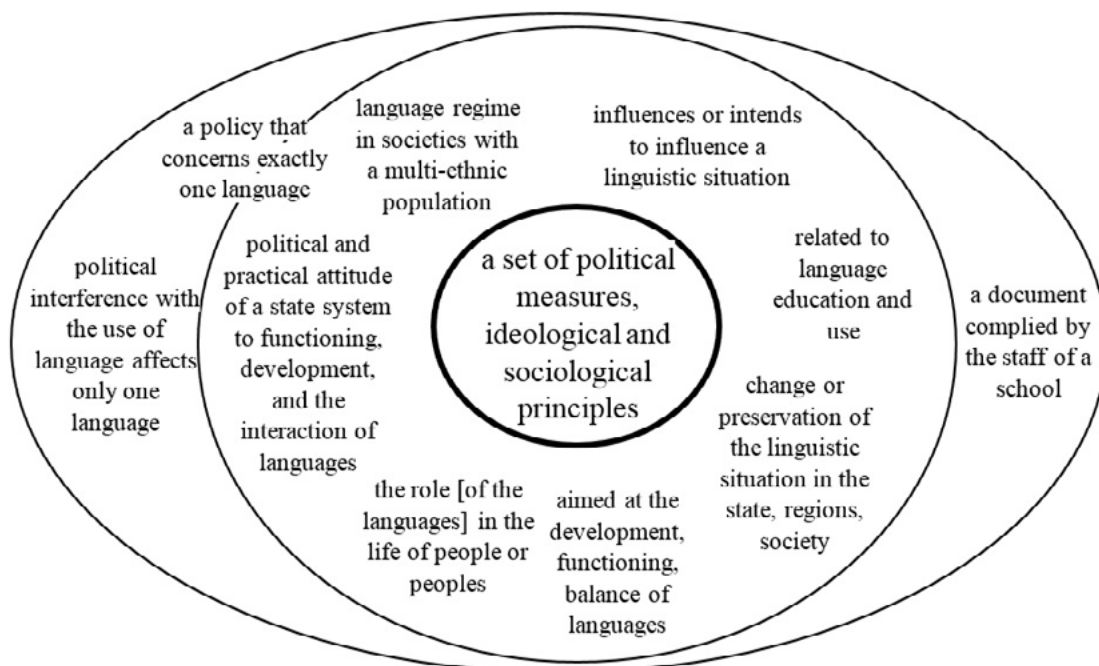 a policy that
concerns exactly
one language
language regime
in societies with
a multi-ethnic
population
influences or intends
to influence a
linguistic situation
political
interference with
the use of
language affects
only one
language
political and
practical attitude
of a state system
to functioning,
development,
and the
interaction of
languages
a set of political
measures,
ideological and
sociological
principles
related to
language
education and
use
a document
complied by
the staff of a
school
change or
preservation of
the linguistic
situation in the
state, regions,
society
the role [of the
languages] in the
life of people or
peoples
aimed at the
development,
functioning,
balance of
languages